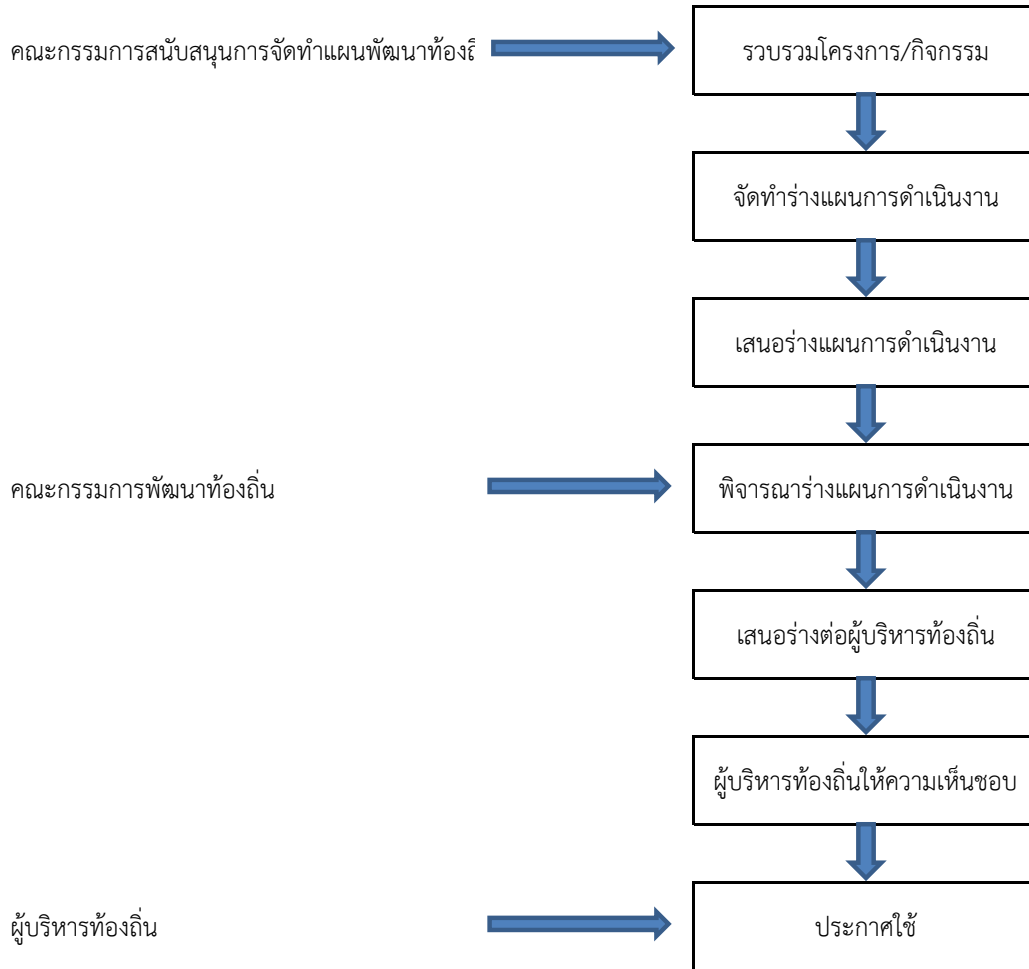 คณะกรรมการสนับสนุนการจัดทำแผนพัฒนาท้องถิ
รวบรวมโครงการ/กิจกรรม
จัดทำร่างแผนการดำเนินงาน
เสนอร่างแผนการดำเนินงาน
คณะกรรมการพัฒนาท้องถิ่น
พิจารณาร่างแผนการดำเนินงาน
เสนอร่างต่อผู้บริหารท้องถิ่น
ผู้บริหารท้องถิ่นให้ความเห็นชอบ
ผู้บริหารท้องถิ่น
ประกาศใช้